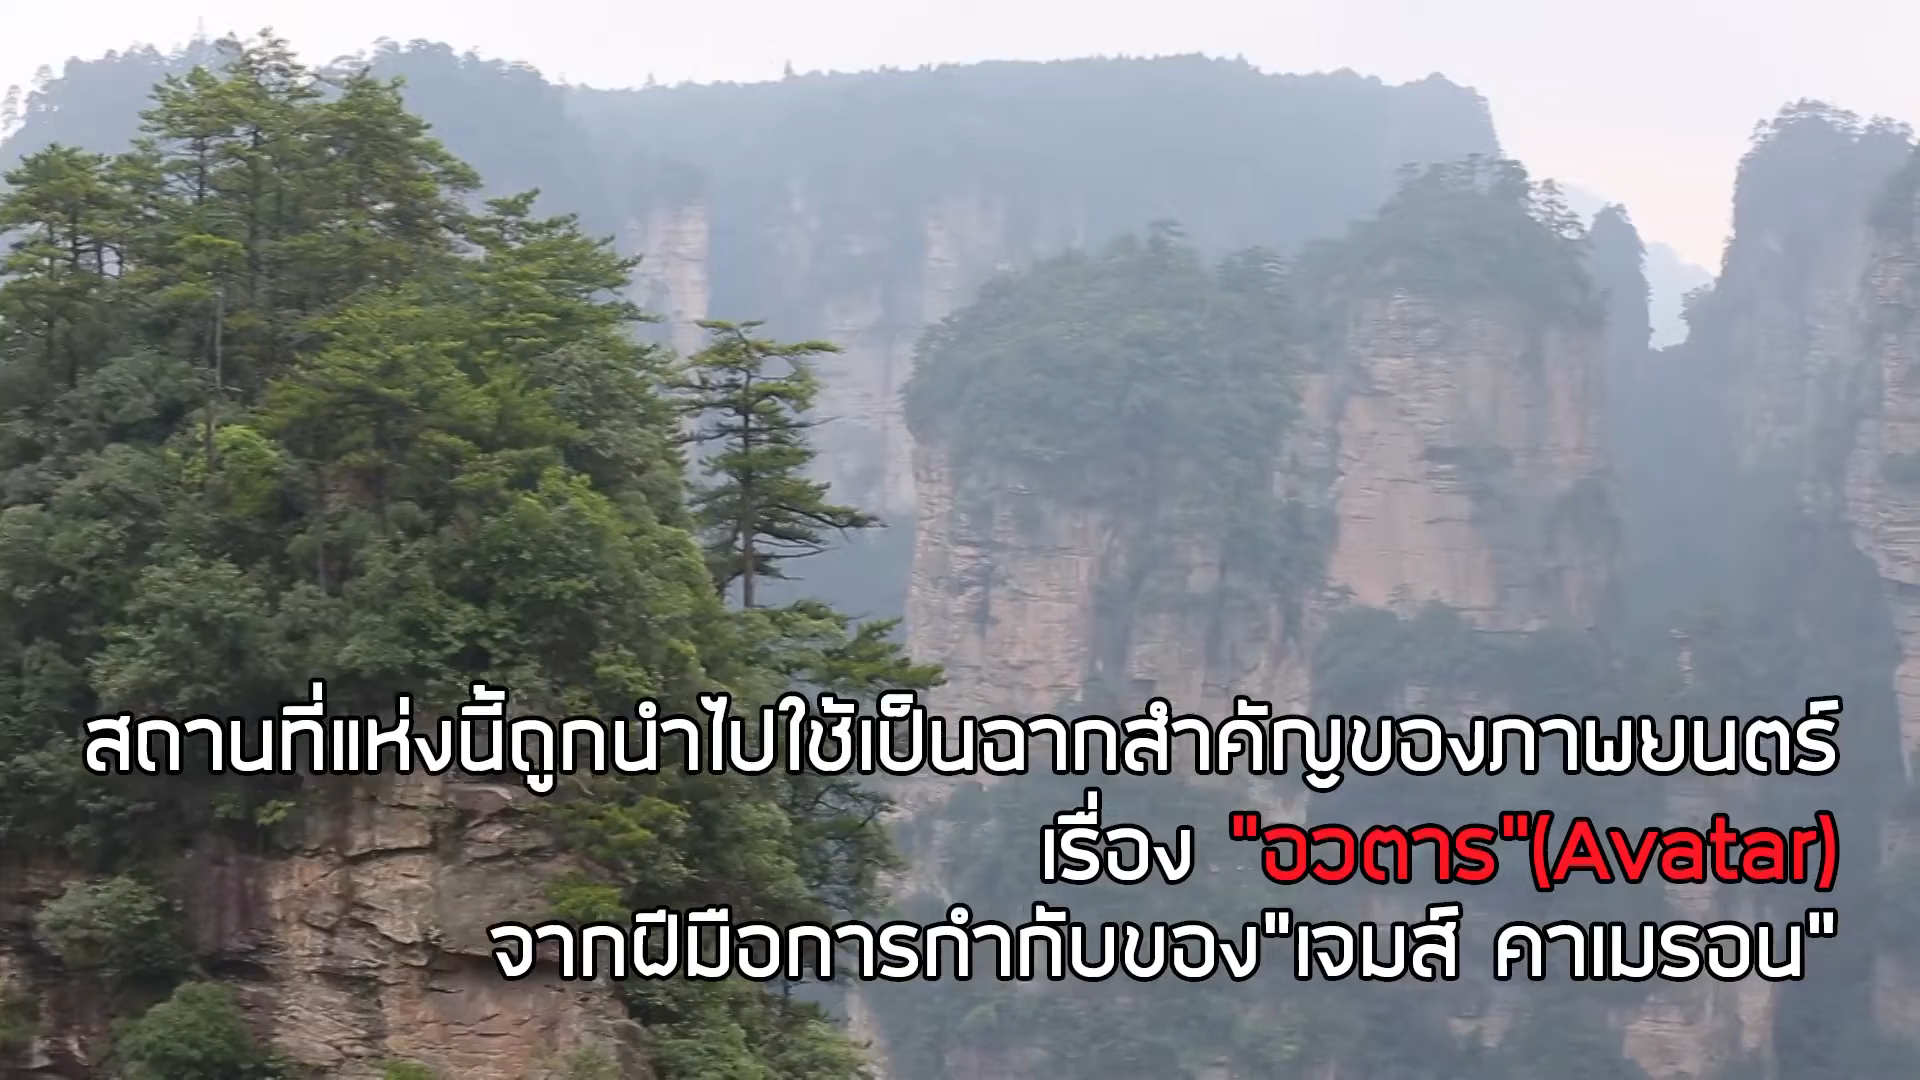 สถานที่แห่งนี้ถูกนำไปใช้เป็นฉากสำคัญของภาพยนตร์
เรื่อง "อวตาร"(Avatar)
จากฝีมือการกำกับของ"เจมส์ คาเมรอน"